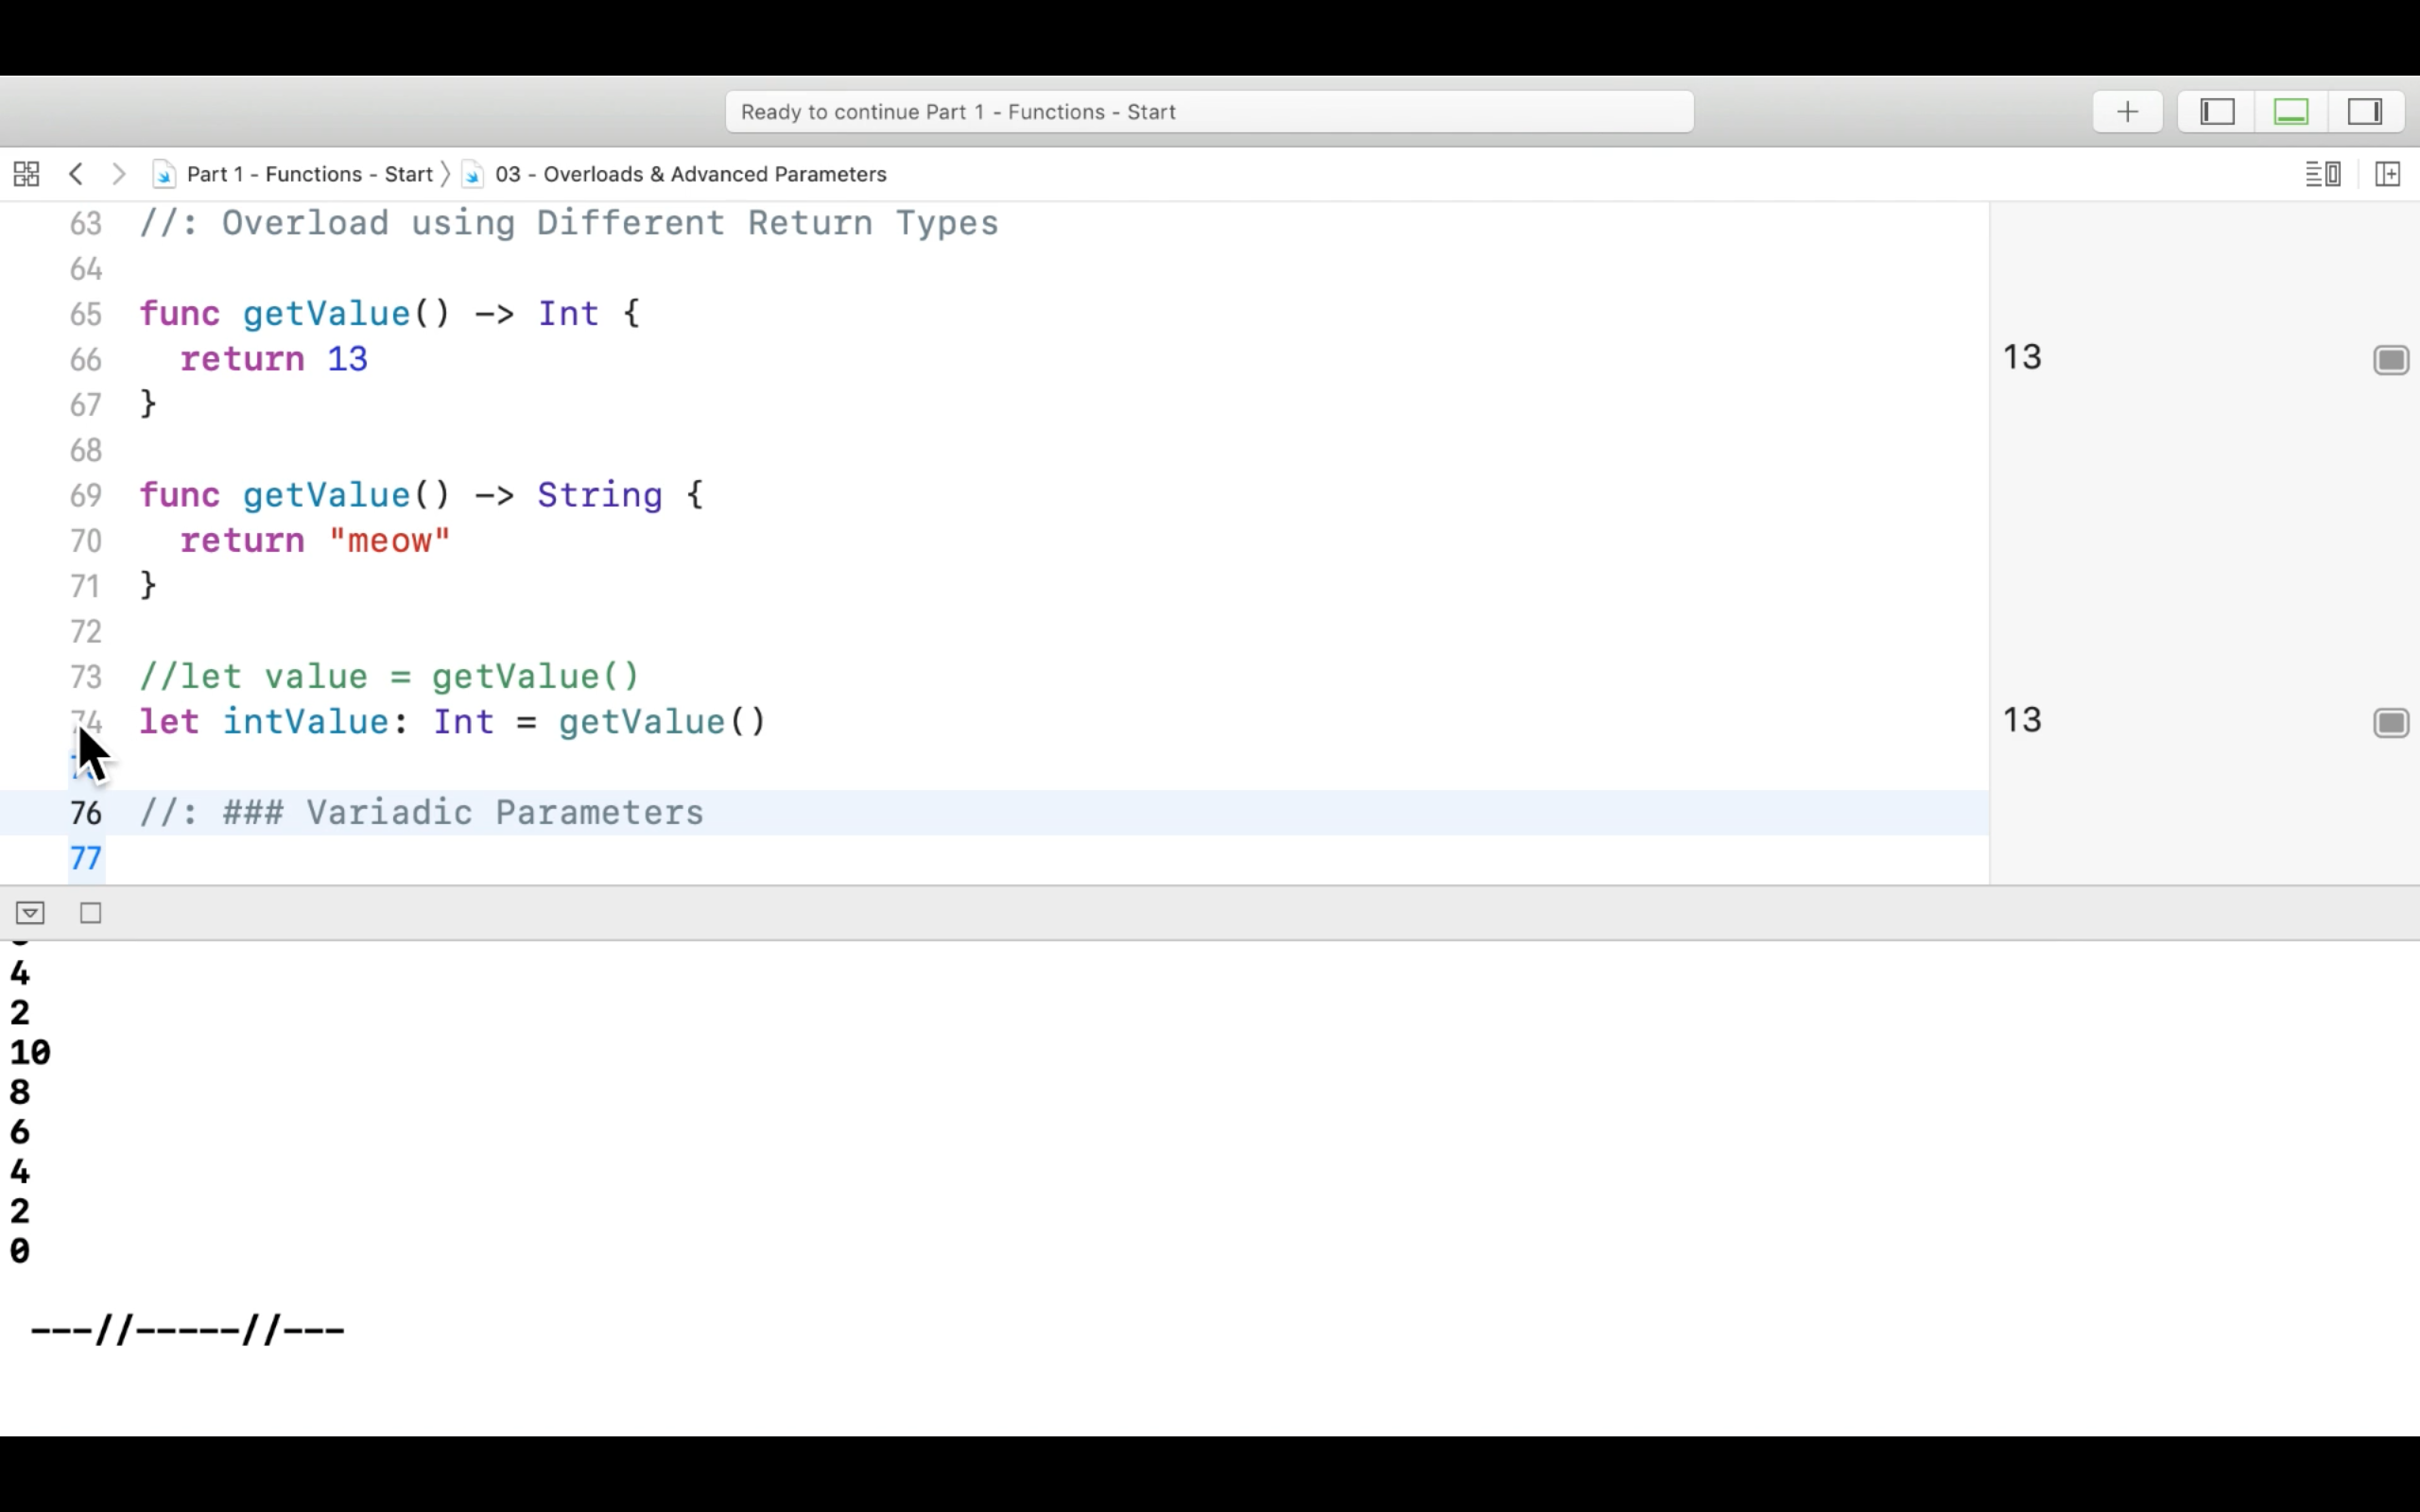 Ready to continue Part 1 - Functions - Start
Part 1 - Functions - Start 〉 03 - Overloads & Advanced Parameters
63 //: Overload using Different Return Types
64
65 func getValue() -> Int {
66 return 13
13
67 }
68
69 func getValue() -> String {
70 return "meow"
71 }
72
73 //let value = getValue()
74 let intValue: Int = getValue()
13
76 //: ### Variadic Parameters
77
4
2
10
8
6
4
2
0
---//-----//---